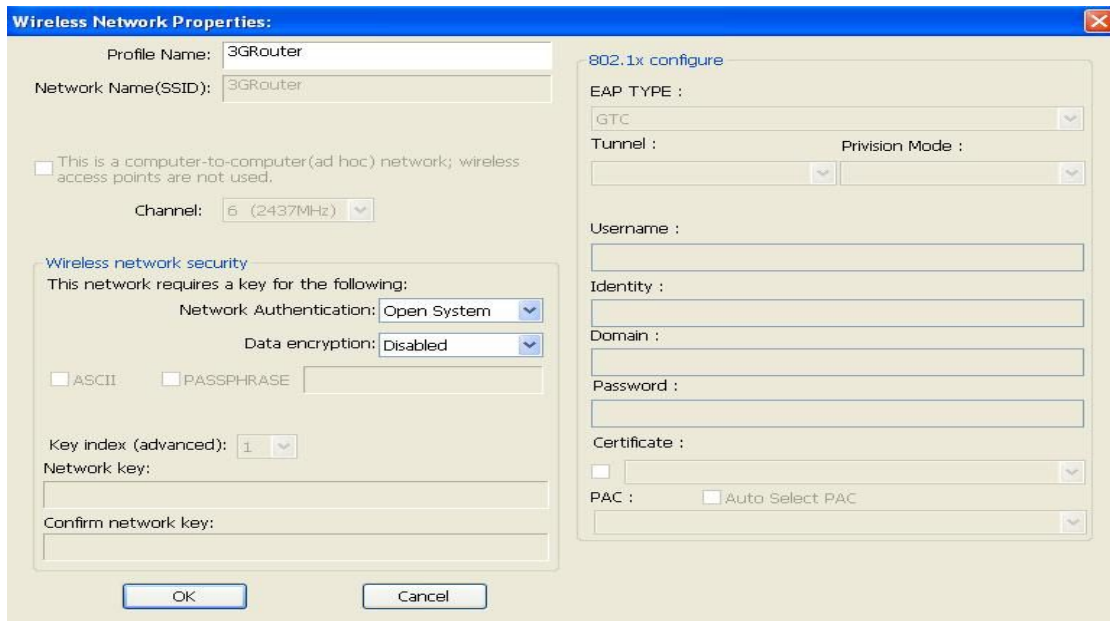 Wireless Network Properties:
Profile Name: 3GRouter
Network Name(SSID): 3GRouter
This is a computer-to-computer(ad hoc) network; wireless
access points are not used.
Channel: 6 (2437MHz)
Wireless network security
This network requires a key for the following:
Network Authentication: Open System
Data encryption: Disabled
ASCII PASSPHRASE
Key index (advanced): 1
Network key:
Confirm network key:
OK Cancel
802.1x configure
EAP TYPE :
GTC
Tunnel : Privision Mode :
Username :
Identity :
Domain :
Password :
Certificate :
PAC : Auto Select PAC